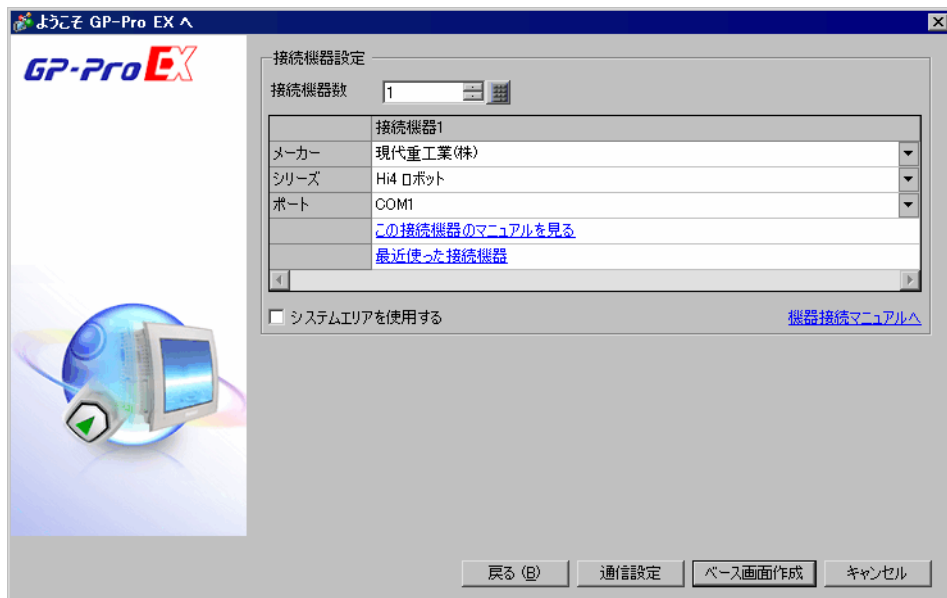 ようこそ GP-Pro EX へ
GP-Pro EX
接続機器設定
接続機器数 1
接続機器1
メーカー 現代重工業(株)
シリーズ Hi4 ロボット
ポート COM1
この接続機器のマニュアルを見る
最近使った接続機器
システムエリアを使用する 機器接続マニュアルへ
戻る (B) 通信設定 ベース画面作成 キャンセル